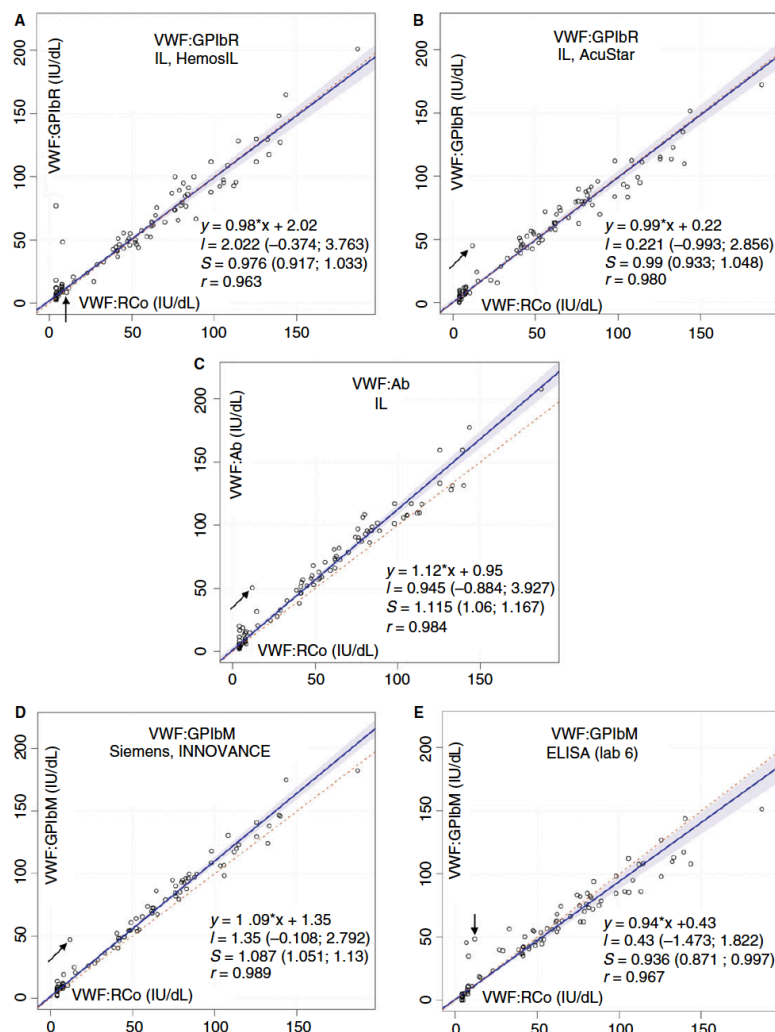 A
VWF:GPIbR
IL, HemosIL
VWF:GPIbR (IU/dL)
200
150
100
50
0
y = 0.98*x + 2.02
I = 2.022 (–0.374; 3.763)
S = 0.976 (0.917; 1.033)
r = 0.963
VWF:RCo (IU/dL)
0 50 100 150
B
VWF:GPIbR
IL, AcuStar
VWF:GPIbR (IU/dL)
200
150
100
50
0
y = 0.99*x + 0.22
I = 0.221 (–0.993; 2.856)
S = 0.99 (0.933; 1.048)
r = 0.980
VWF:RCo (IU/dL)
0 50 100 150
C
VWF:Ab
IL
VWF:Ab (IU/dL)
200
150
100
50
0
y = 1.12*x + 0.95
I = 0.945 (–0.884; 3.927)
S = 1.115 (1.06; 1.167)
r = 0.984
VWF:RCo (IU/dL)
0 50 100 150
D
VWF:GPIbM
Siemens, INNOVANCE
VWF:GPIbM (IU/dL)
200
150
100
50
0
y = 1.09*x + 1.35
I = 1.35 (–0.108; 2.792)
S = 1.087 (1.051; 1.13)
r = 0.989
VWF:RCo (IU/dL)
0 50 100 150
E
VWF:GPIbM
ELISA (lab 6)
VWF:GPIbM (IU/dL)
200
150
100
50
0
y = 0.94*x +0.43
I = 0.43 (–1.473; 1.822)
S = 0.936 (0.871 ; 0.997)
r = 0.967
VWF:RCo (IU/dL)
0 50 100 150